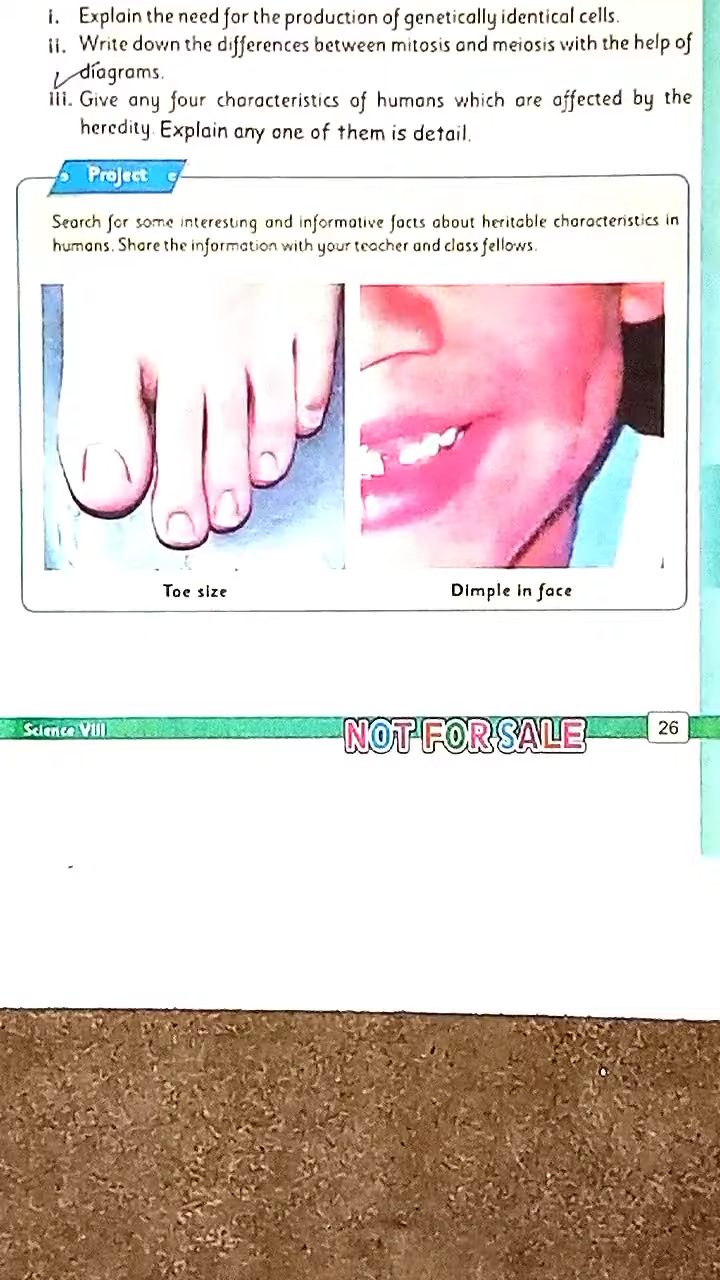 i. Explain the need for the production of genetically identical cells.
ii. Write down the differences between mitosis and meiosis with the help of
diagrams.
iii. Give any four characteristics of humans which are affected by the
heredity. Explain any one of them is detail.
Project
Search for some interesting and informative facts about heritable characteristics in
humans. Share the information with your teacher and class fellows.
Toe size
Dimple in face
Science VIII
NOT FOR SALE
26